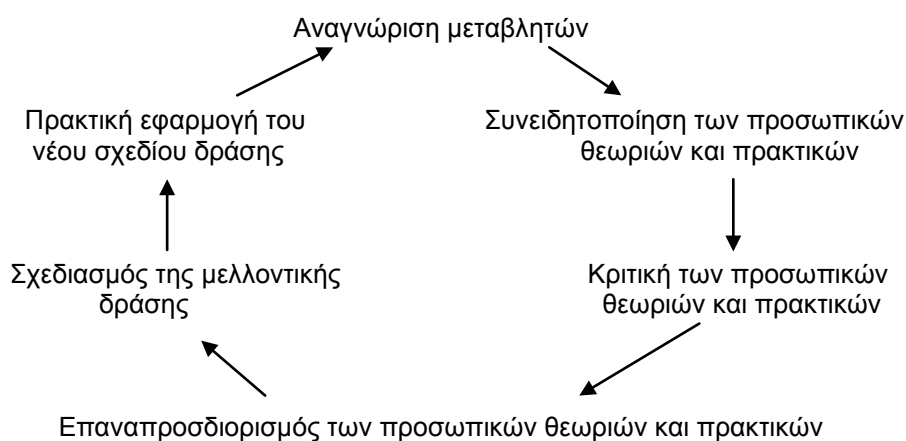 Αναγνώριση μεταβλητών
Πρακτική εφαρμογή του
νέου σχεδίου δράσης
Συνειδητοποίηση των προσωπικών
θεωριών και πρακτικών
Σχεδιασμός της μελλοντικής
δράσης
Κριτική των προσωπικών
θεωριών και πρακτικών
Επαναπροσδιορισμός των προσωπικών θεωριών και πρακτικών